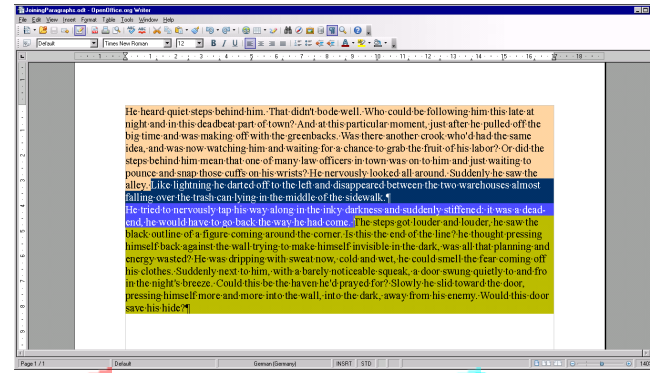 JoiningParagraphs.odt - OpenOffice.org Writer
File Edit View Insert Format Table Tools Window Help
Default Times New Roman 12 B I U
He heard quiet steps behind him. That didn't bode well. Who could be following him this late at
night and in this deadbeat part of town? And at this particular moment, just after he pulled off the
big time and was making off with the greenbacks. Was there another crook who'd had the same
idea, and was now watching him and waiting for a chance to grab the fruit of his labor? Or did the
steps behind him mean that one of many law officers in town was on to him and just waiting to
pounce and snap those cuffs on his wrists? He nervously looked all around. Suddenly he saw the
alley. Like lightning he darted off to the left and disappeared between the two warehouses almost
falling over the trash can lying in the middle of the sidewalk.¶
He tried to nervously tap his way along in the inky darkness and suddenly stiffened: it was a dead-
end, he would have to go back the way he had come. The steps got louder and louder, he saw the
black outline of a figure coming around the corner. Is this the end of the line? he thought pressing
himself back against the wall trying to make himself invisible in the dark, was all that planning and
energy wasted? He was dripping with sweat now, cold and wet, he could smell the fear coming off
his clothes. Suddenly next to him, with a barely noticeable squeak, a door swung quietly to and fro
in the night's breeze. Could this be the haven he'd prayed for? Slowly he slid toward the door,
pressing himself more and more into the wall, into the dark, away from his enemy. Would this door
save his hide?¶
Page 1 / 1 Default German (Germany) INSRT STD 140